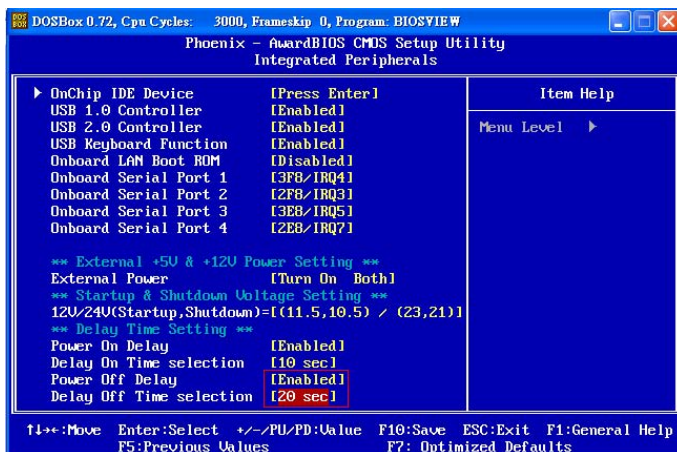 DOSBox 0.72, Cpu Cycles: 3000, Frameskip 0, Program: BIOSVIEW
Phoenix - AwardBIOS CMOS Setup Utility
Integrated Peripherals
OnChip IDE Device [Press Enter]
USB 1.0 Controller [Enabled]
USB 2.0 Controller [Enabled]
USB Keyboard Function [Enabled]
Onboard LAN Boot ROM [Disabled]
Onboard Serial Port 1 [3F8/IRQ4]
Onboard Serial Port 2 [2F8/IRQ3]
Onboard Serial Port 3 [3E8/IRQ5]
Onboard Serial Port 4 [2E8/IRQ7]
** External +5V & +12V Power Setting **
External Power [Turn On Both]
** Startup & Shutdown Voltage Setting **
12V/24V(Startup,Shutdown)=[(11.5,10.5) / (23,21)]
** Delay Time Setting **
Power On Delay [Enabled]
Delay On Time selection [10 sec]
Power Off Delay [Enabled]
Delay Off Time selection [20 sec]
Item Help
Menu Level
↑↓→←:Move Enter:Select +/-/PU/PD:Value F10:Save ESC:Exit F1:General Help
F5:Previous Values F7: Optimized Defaults